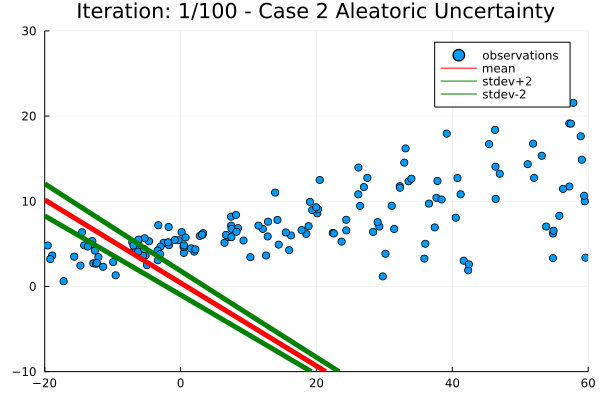 Iteration: 1/100 - Case 2 Aleatoric Uncertainty
30
observations
mean
stdev+2
stdev-2
20
10
0
-10
-20
0
20
40
60